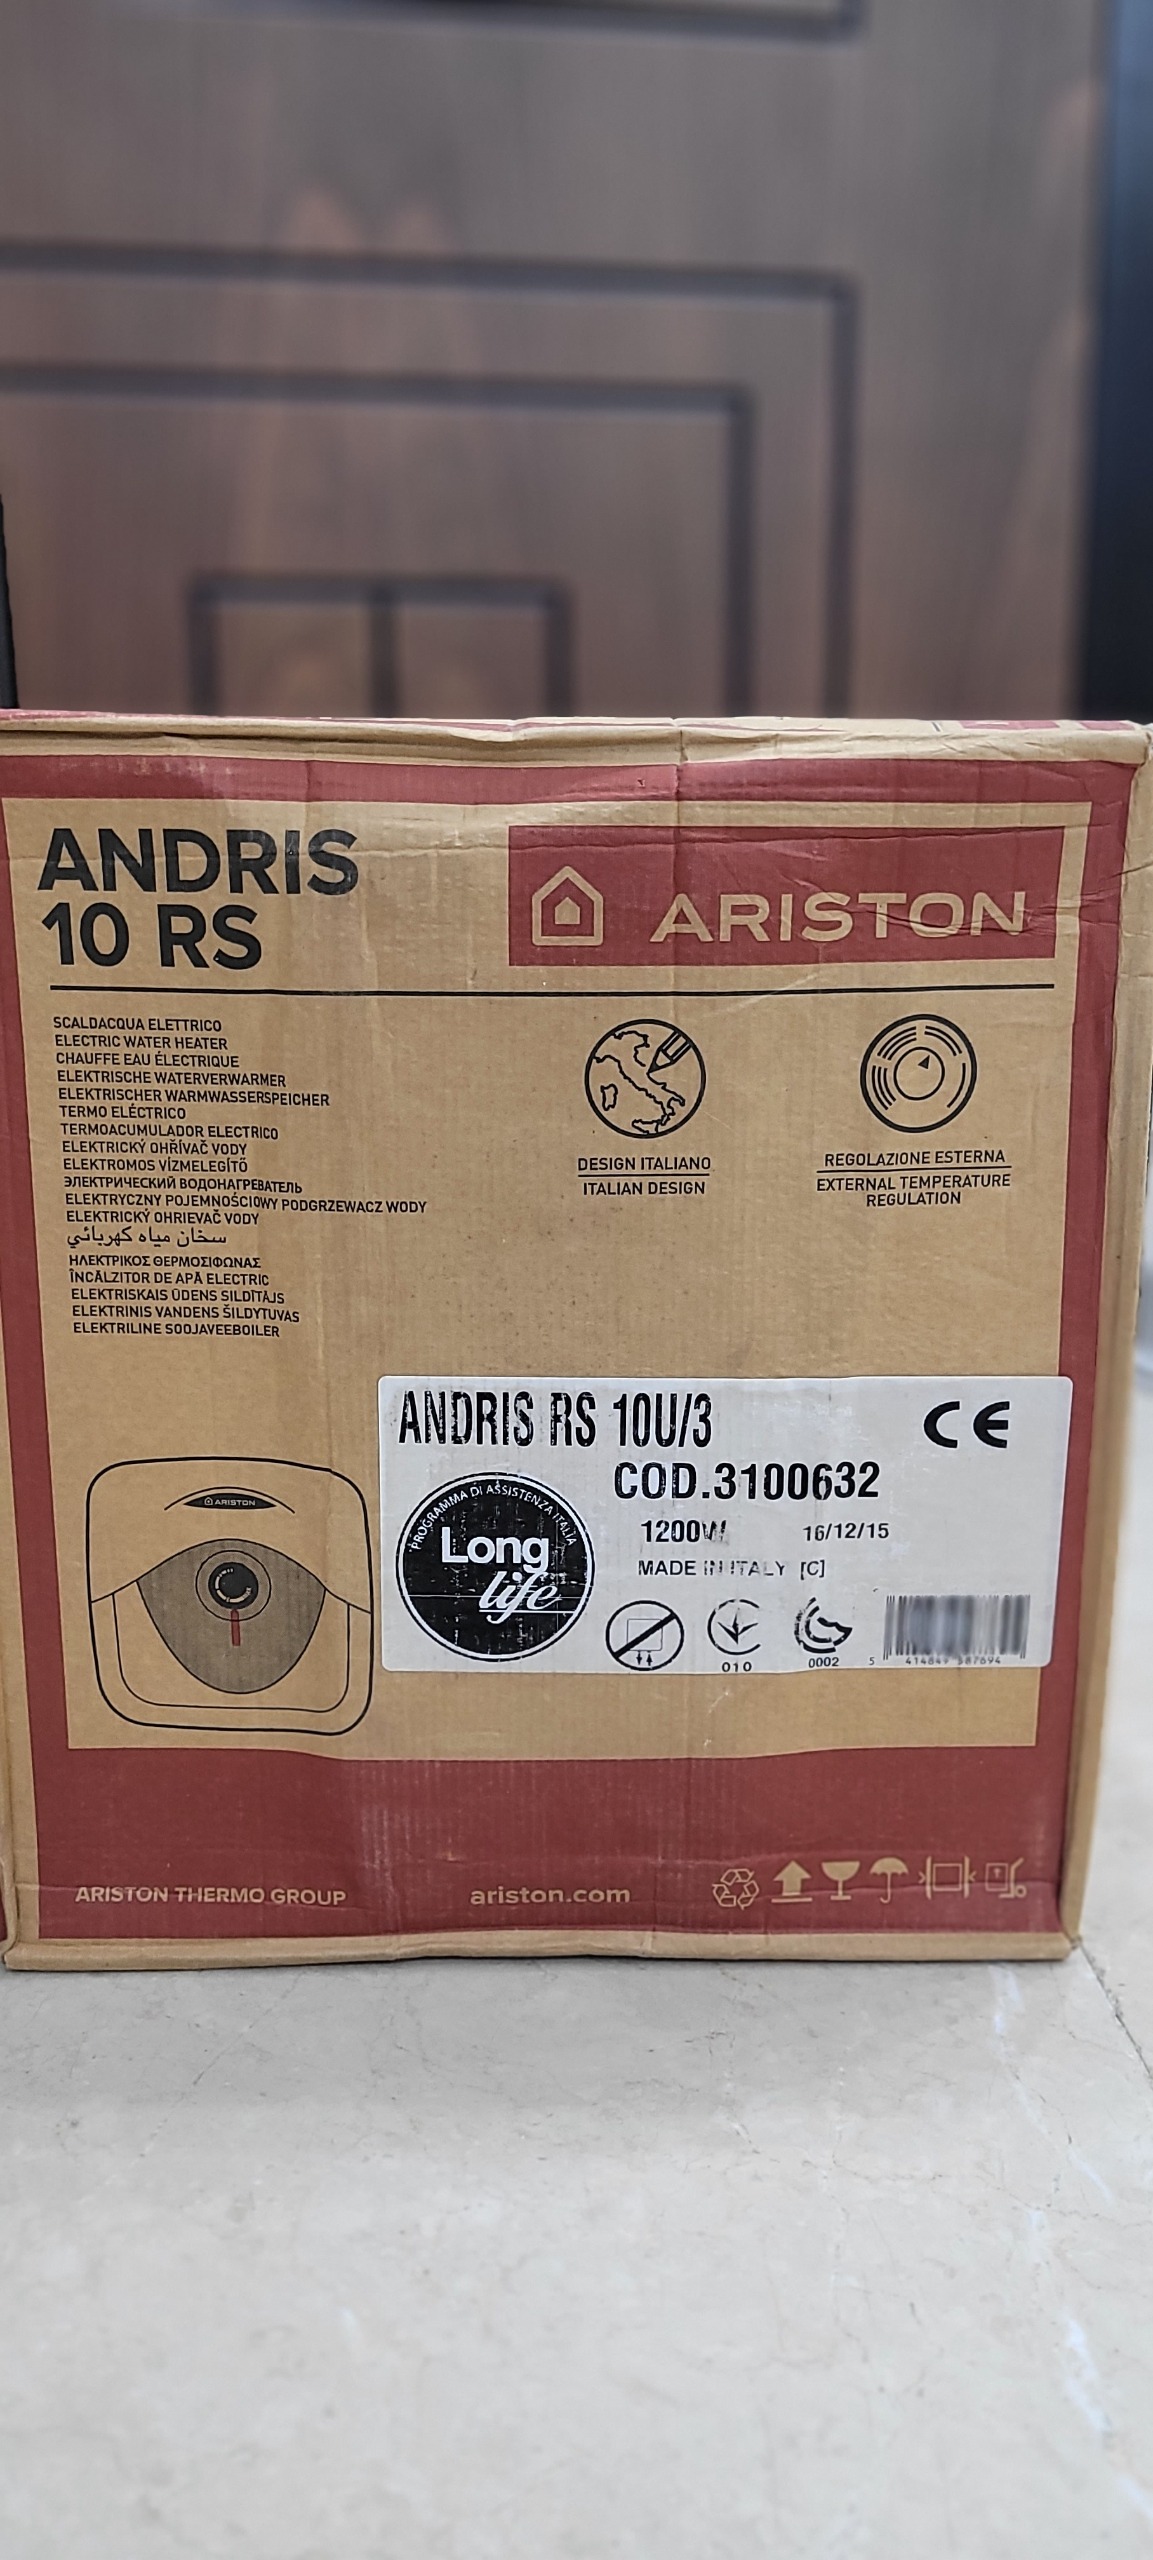 ANDRIS
10 RS
ARISTON
SCALDACQUA ELETTRICO
ELECTRIC WATER HEATER
CHAUFFE EAU ÉLECTRIQUE
ELEKTRISCHE WATERVERWARMER
ELEKTRISCHER WARMWASSERSPEICHER
TERMO ELÉCTRICO
TERMOACUMULADOR ELECTRICO
ELEKTRICKÝ OHŘÍVAČ VODY
ELEKTROMOS VÍZMELEGÍTŐ
ЭЛЕКТРИЧЕСКИЙ ВОДОНАГРЕВАТЕЛЬ
ELEKTRYCZNY POJEMNOŚCIOWY PODGRZEWACZ WODY
ELEKTRICKÝ OHRIEVAČ VODY
سخان مياه كهربائي
ΗΛΕΚΤΡΙΚΟΣ ΘΕΡΜΟΣΙΦΩΝΑΣ
ÎNCĂLZITOR DE APĂ ELECTRIC
ELEKTRISKAIS ŪDENS SILDĪTĀJS
ELEKTRINIS VANDENS ŠILDYTUVAS
ELEKTRILINE SOOJAVEEBOILER
DESIGN ITALIANO
ITALIAN DESIGN
REGOLAZIONE ESTERNA
EXTERNAL TEMPERATURE
REGULATION
ANDRIS RS 10U/3
CE
COD.3100632
1200W
16/12/15
MADE IN ITALY [C]
PROGRAMMA DI ASSISTENZA ITALIA
Long
life
010
0002
5 414849 587694
ARISTON
ARISTON THERMO GROUP
ariston.com